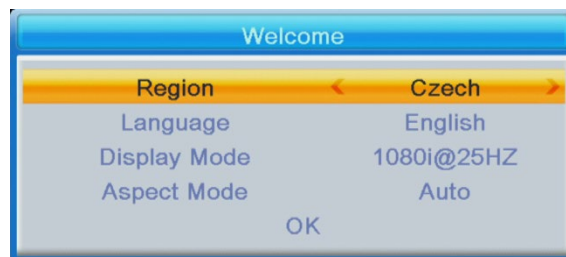 Welcome
Region Czech
Language English
Display Mode 1080i@25HZ
Aspect Mode Auto
OK